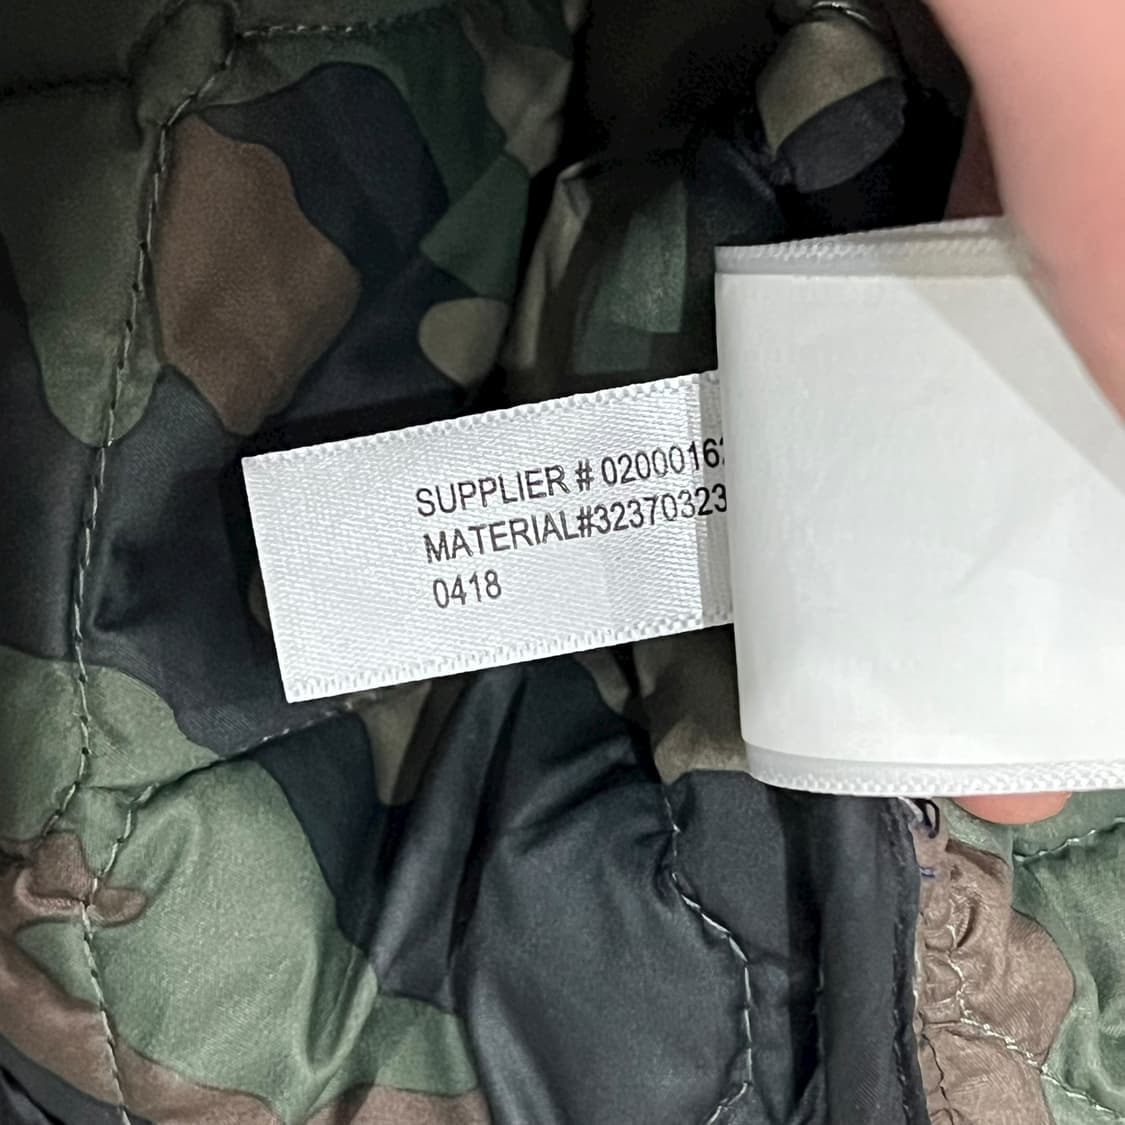 SUPPLIER # 0200016
MATERIAL#32370323
0418